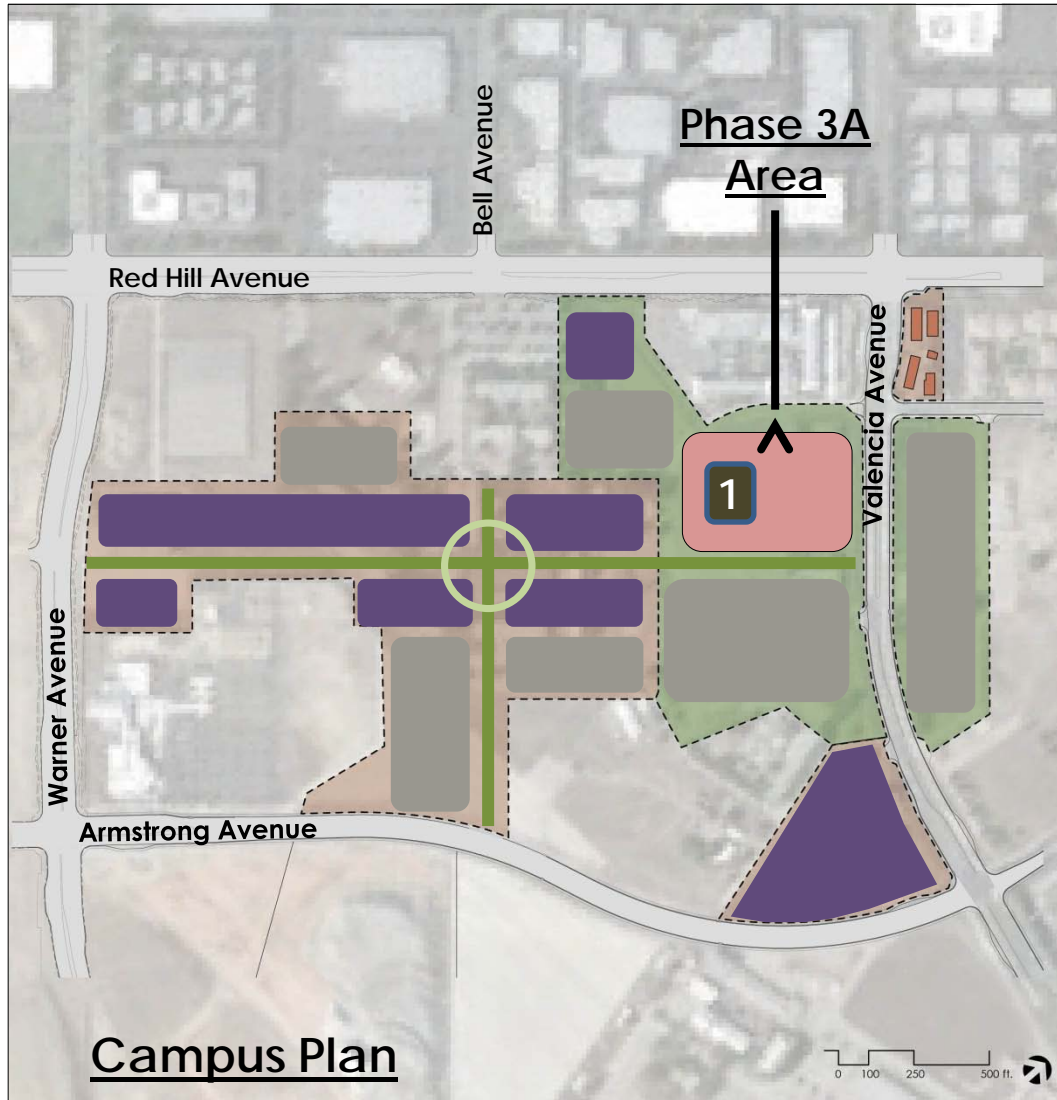 Phase 3A
Area
Bell Avenue
Red Hill Avenue
Valencia Avenue
1
Warner Avenue
Armstrong Avenue
Campus Plan
0 100 250 500 ft.